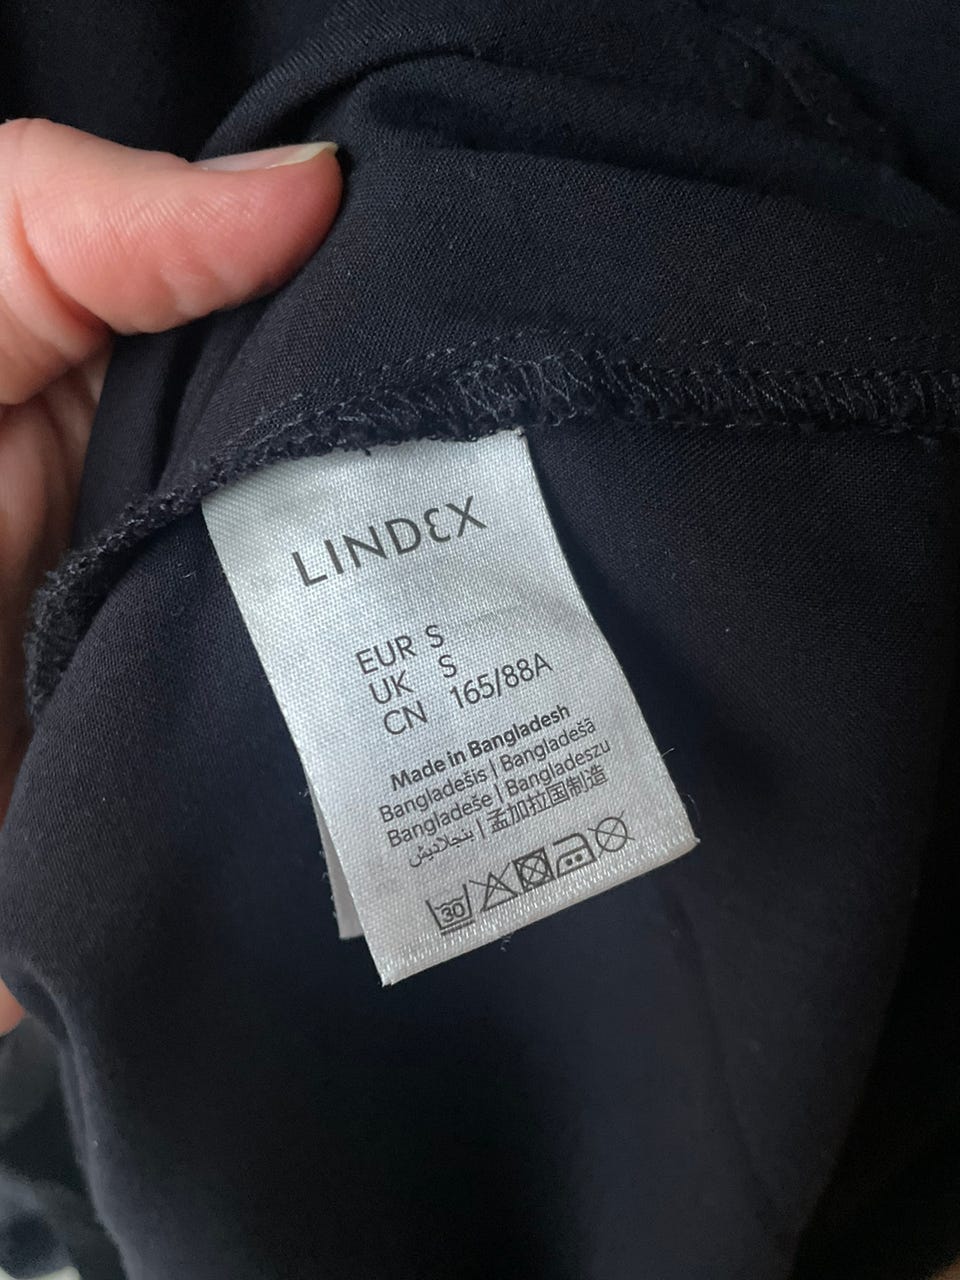 LINDEX
EUR S
UK S
CN 165/88A
Made in Bangladesh
Bangladešis | Bangladešā
Bangladeše | Bangladeszu
بنجلاديش | 孟加拉国制造
30